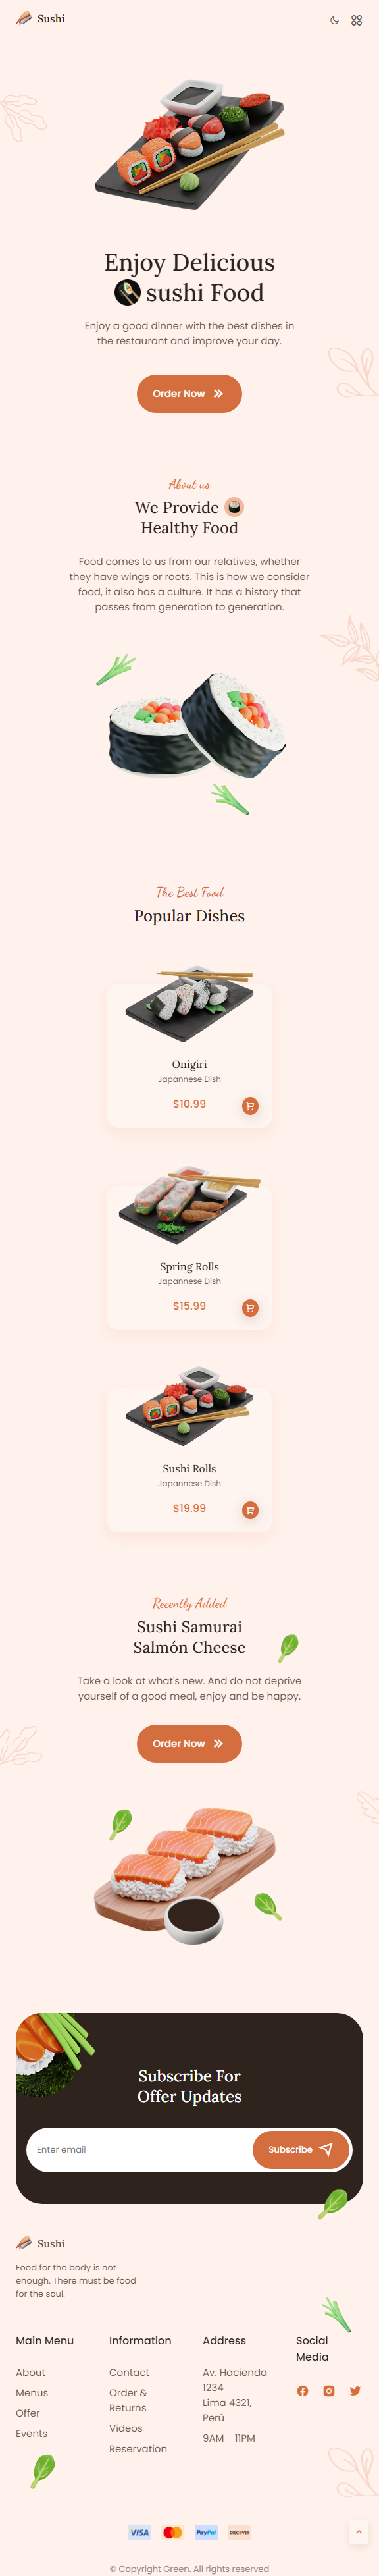 Sushi
Enjoy Delicious
sushi Food
Enjoy a good dinner with the best dishes in
the restaurant and improve your day.
Order Now
About us
We Provide
Healthy Food
Food comes to us from our relatives, whether
they have wings or roots. This is how we consider
food, it also has a culture. It has a history that
passes from generation to generation.
The Best Food
Popular Dishes
Onigiri
Japannese Dish
$10.99
Spring Rolls
Japannese Dish
$15.99
Sushi Rolls
Japannese Dish
$19.99
Recently Added
Sushi Samurai
Salmón Cheese
Take a look at what's new. And do not deprive
yourself of a good meal, enjoy and be happy.
Order Now
Subscribe For
Offer Updates
Enter email
Subscribe
Sushi
Food for the body is not
enough. There must be food
for the soul.
Main Menu
About
Menus
Offer
Events
Information
Contact
Order &
Returns
Videos
Reservation
Address
Av. Hacienda
1234
Lima 4321,
Perú
9AM - 11PM
Social
Media
VISA
PayPal
DISCOVER
© Copyright Green. All rights reserved